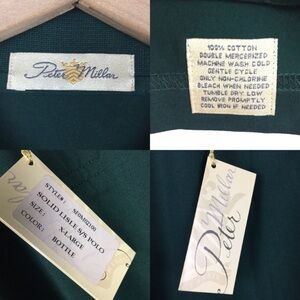 Peter Millar
100% COTTON
DOUBLE MERCERIZED
MACHINE WASH COLD
GENTLE CYCLE
ONLY NON-CHLORINE
BLEACH WHEN NEEDED
TUMBLE DRY LOW
REMOVE PROMPTLY
COOL IRON IF NEEDED
STYLE#:
SOLID LISLE S/S POLO
SIZE:
X-LARGE
COLOR:
BOTTLE
Peter Millar